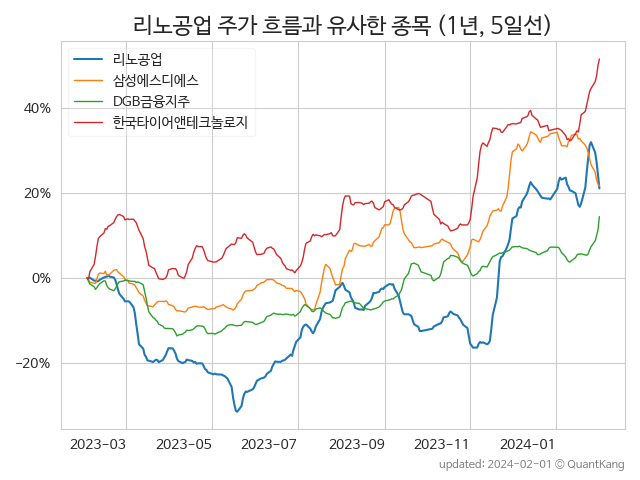 리노공업 주가 흐름과 유사한 종목 (1년, 5일선)
리노공업
삼성에스디에스
DGB금융지주
한국타이어앤테크놀로지
40%
20%
0%
−20%
2023-03 2023-05 2023-07 2023-09 2023-11 2024-01
updated: 2024-02-01 ⓒ QuantKang